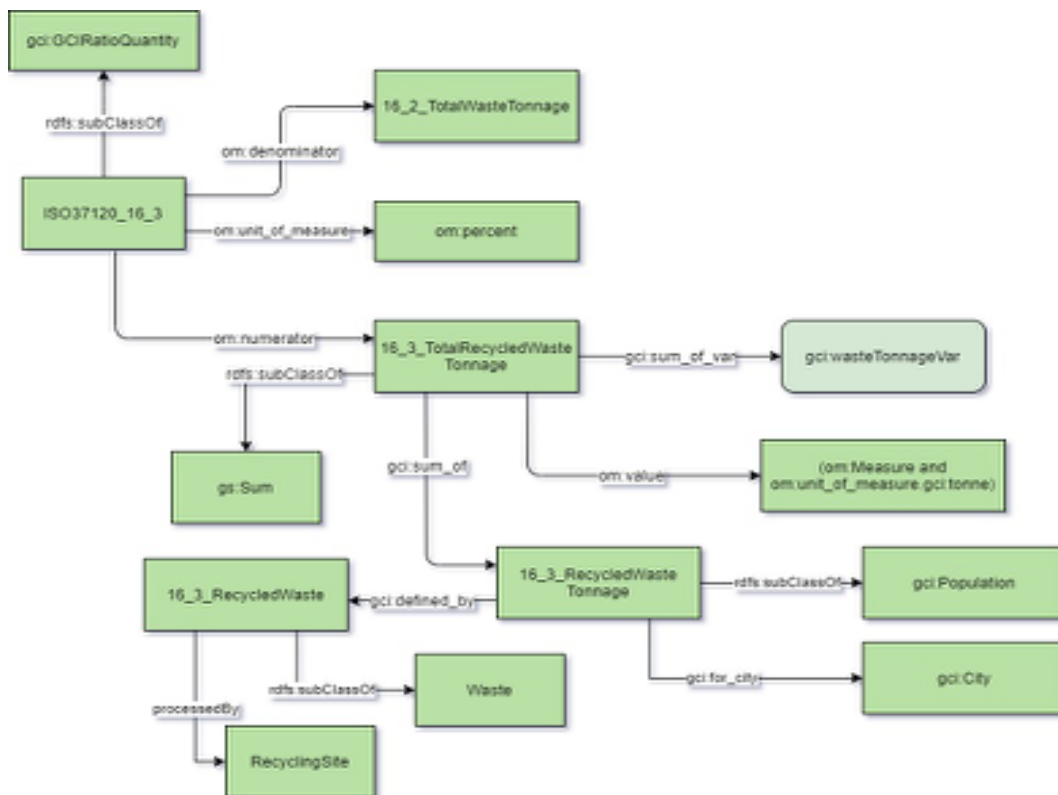 gci:GCIRatioQuantity
rdfs:subClassOf
16_2_TotalWasteTonnage
om:denominator
ISO37120_16_3
om:unit_of_measure
om:percent
om:numerator
16_3_TotalRecycledWaste
Tonnage
gci:sum_of_var
gci:wasteTonnageVar
rdfs:subClassOf
gci:sum_of
om:value
(om:Measure and
om:unit_of_measure.gci:tonne)
gs:Sum
16_3_RecycledWaste
gci:defined_by
16_3_RecycledWaste
Tonnage
rdfs:subClassOf
gci:Population
rdfs:subClassOf
Waste
gci:for_city
gci:City
processedBy
RecyclingSite